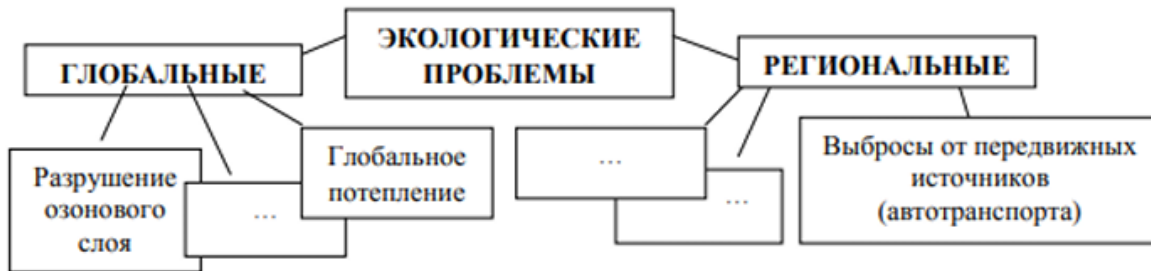 ЭКОЛОГИЧЕСКИЕ
ПРОБЛЕМЫ
ГЛОБАЛЬНЫЕ
РЕГИОНАЛЬНЫЕ
Разрушение
озонового
слоя
…
Глобальное
потепление
…
…
Выбросы от передвижных
источников
(автотранспорта)